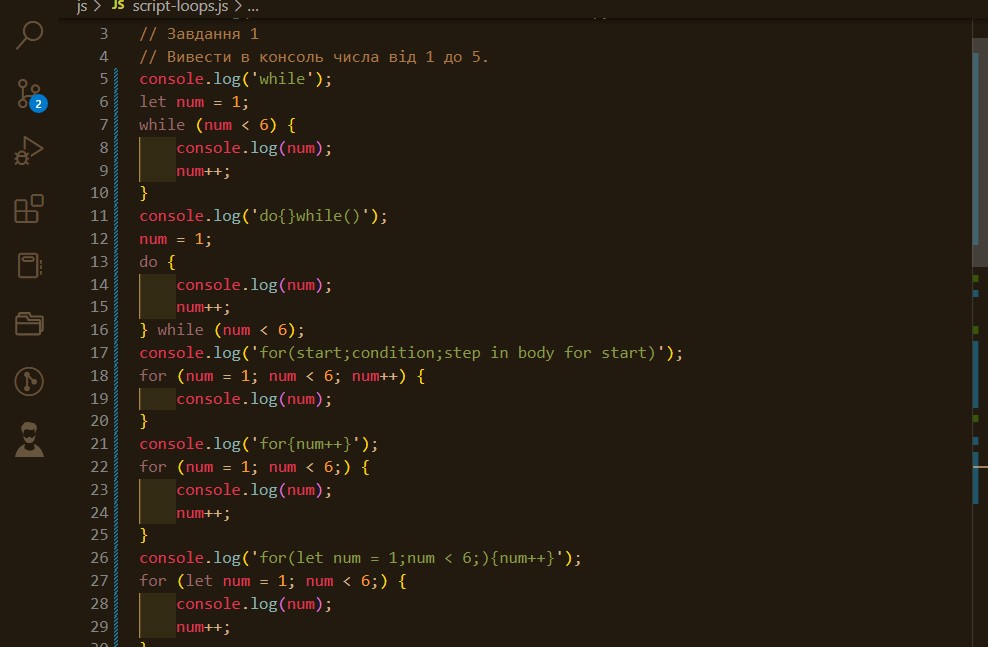 js > JS script-loops.js > ...
3 // Завдання 1
4 // Вивести в консоль числа від 1 до 5.
5 console.log('while');
6 let num = 1;
7 while (num < 6) {
8 console.log(num);
9 num++;
10 }
11 console.log('do{}while()');
12 num = 1;
13 do {
14 console.log(num);
15 num++;
16 } while (num < 6);
17 console.log('for(start;condition;step in body for start)');
18 for (num = 1; num < 6; num++) {
19 console.log(num);
20 }
21 console.log('for{num++}');
22 for (num = 1; num < 6;) {
23 console.log(num);
24 num++;
25 }
26 console.log('for(let num = 1;num < 6;){num++}');
27 for (let num = 1; num < 6;) {
28 console.log(num);
29 num++;
2